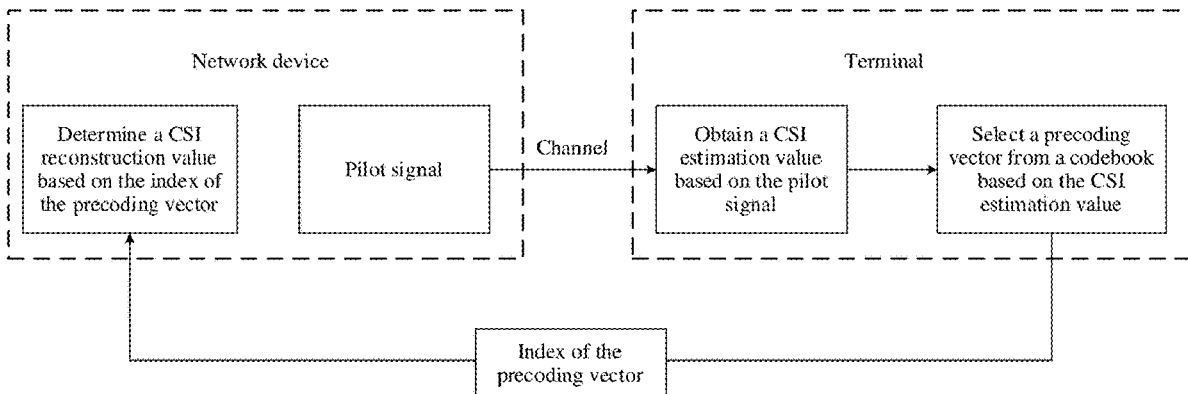 Network device
Terminal
Determine a CSI
reconstruction value
based on the index of
the precoding vector
Pilot signal
Channel
Obtain a CSI
estimation value
based on the pilot
signal
Select a precoding
vector from a codebook
based on the CSI
estimation value
Index of the
precoding vector